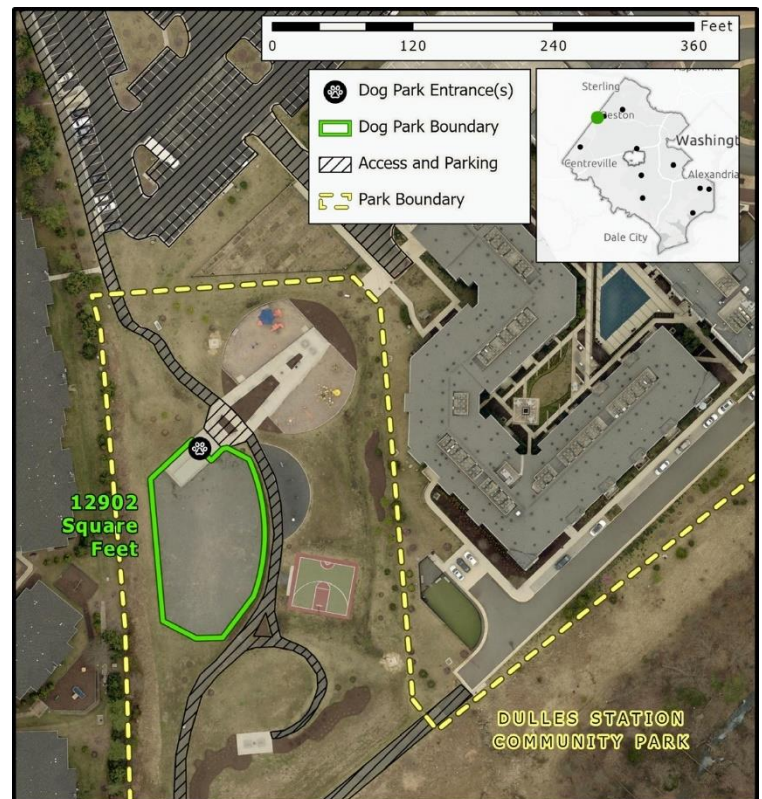 Feet
0 120 240 360
Dog Park Entrance(s)
Dog Park Boundary
Access and Parking
Park Boundary
Sterling
Reston
Washingt
Centreville
Alexandria
Dale City
12902
Square
Feet
DULLES STATION
COMMUNITY PARK